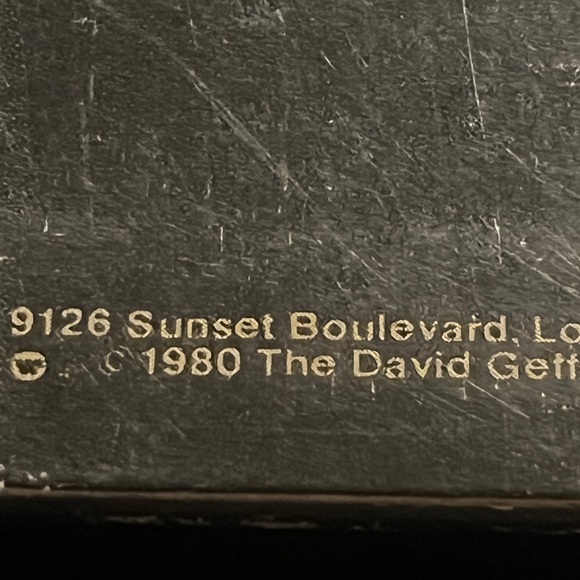 9126 Sunset Boulevard, Lo
© 1980 The David Geff